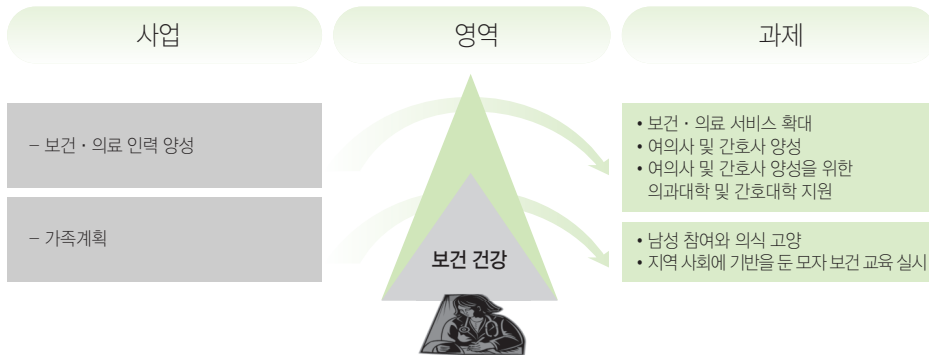 사업
영역
과제
– 보건・의료 인력 양성
• 보건・의료 서비스 확대
• 여의사 및 간호사 양성
• 여의사 및 간호사 양성을 위한
의과대학 및 간호대학 지원
– 가족계획
보건 건강
• 남성 참여와 의식 고양
• 지역 사회에 기반을 둔 모자 보건 교육 실시